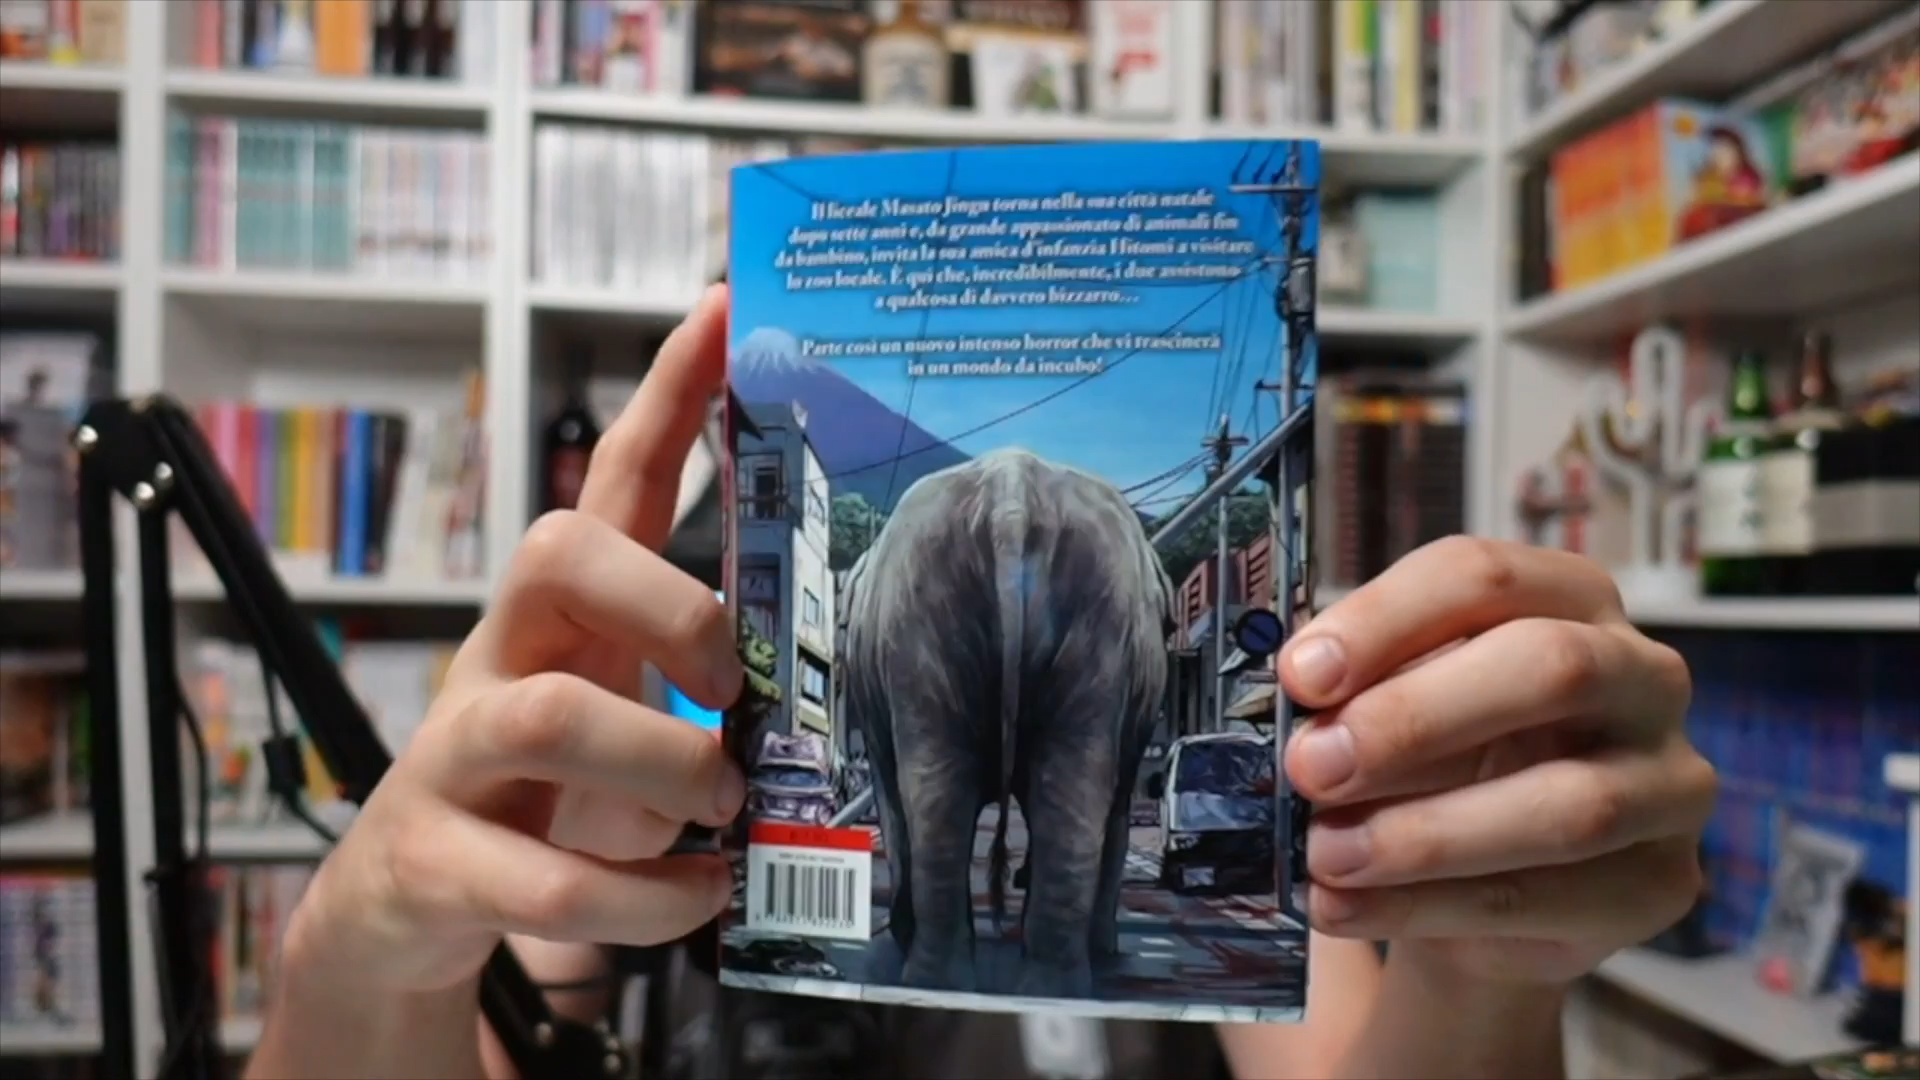 Il liceale Masato Jingu torna nella sua città natale
dopo sette anni e, da grande appassionato di animali fin
da bambino, invita la sua amica d'infanzia Hitomi a visitare
lo zoo locale. È qui che, incredibilmente, i due assistono
a qualcosa di davvero bizzarro...
Parte così un nuovo intenso horror che vi trascinerà
in un mondo da incubo!